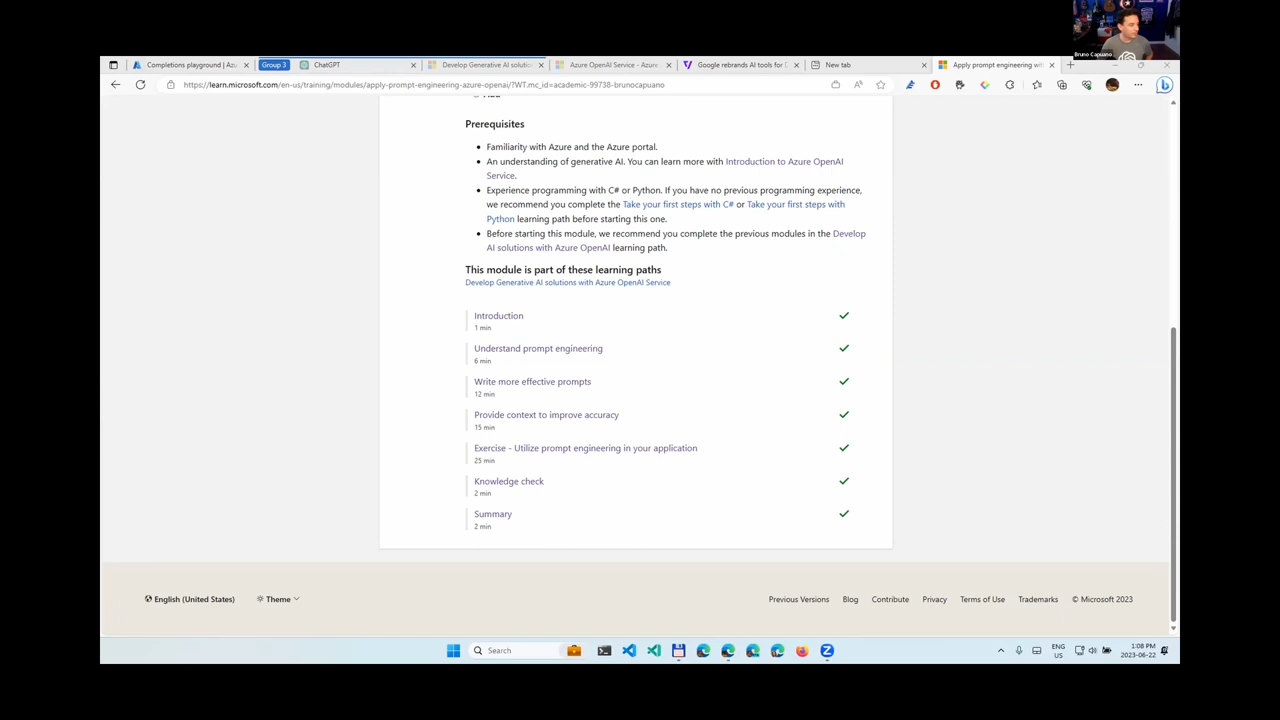 Bruno Capuano
Completions playground | Az
Group 3
ChatGPT
Develop Generative AI solution
Azure OpenAI Service - Azure
Google rebrands AI tools for D
New tab
Apply prompt engineering wit
https://learn.microsoft.com/en-us/training/modules/apply-prompt-engineering-azure-openai/?WT.mc_id=academic-99738-brunocapuano
Prerequisites
Familiarity with Azure and the Azure portal.
An understanding of generative AI. You can learn more with Introduction to Azure OpenAI
Service.
Experience programming with C# or Python. If you have no previous programming experience,
we recommend you complete the Take your first steps with C# or Take your first steps with
Python learning path before starting this one.
Before starting this module, we recommend you complete the previous modules in the Develop
AI solutions with Azure OpenAI learning path.
This module is part of these learning paths
Develop Generative AI solutions with Azure OpenAI Service
Introduction
1 min
Understand prompt engineering
6 min
Write more effective prompts
12 min
Provide context to improve accuracy
15 min
Exercise - Utilize prompt engineering in your application
25 min
Knowledge check
2 min
Summary
2 min
English (United States)
Theme
Previous Versions
Blog
Contribute
Privacy
Terms of Use
Trademarks
© Microsoft 2023
Search
ENG
US
1:08 PM
2023-06-22